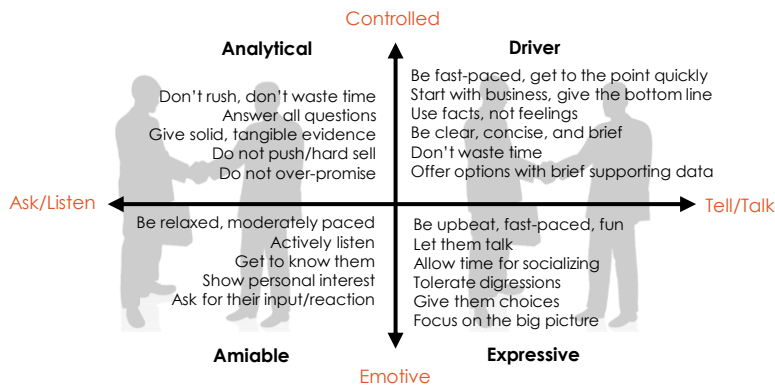 Controlled
Analytical
Driver
Don't rush, don't waste time
Answer all questions
Give solid, tangible evidence
Do not push/hard sell
Do not over-promise
Be fast-paced, get to the point quickly
Start with business, give the bottom line
Use facts, not feelings
Be clear, concise, and brief
Don't waste time
Offer options with brief supporting data
Ask/Listen
Tell/Talk
Be relaxed, moderately paced
Actively listen
Get to know them
Show personal interest
Ask for their input/reaction
Be upbeat, fast-paced, fun
Let them talk
Allow time for socializing
Tolerate digressions
Give them choices
Focus on the big picture
Amiable
Expressive
Emotive